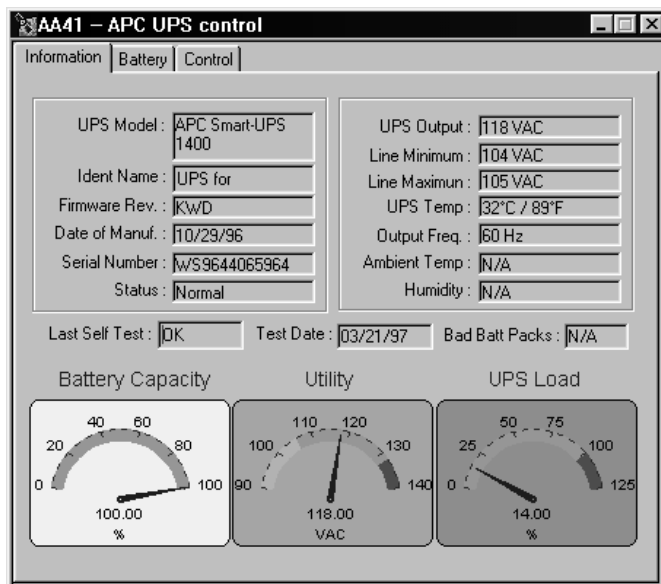 AA41 – APC UPS control
Information Battery Control
UPS Model : APC Smart-UPS
1400
Ident Name : UPS for
Firmware Rev. : KWD
Date of Manuf. : 10/29/96
Serial Number : WS9644065964
Status : Normal
UPS Output : 118 VAC
Line Minimum : 104 VAC
Line Maximun : 105 VAC
UPS Temp : 32°C / 89°F
Output Freq. : 60 Hz
Ambient Temp : N/A
Humidity : N/A
Last Self Test : OK Test Date : 03/21/97 Bad Batt Packs : N/A
Battery Capacity
0 20 40 60 80 100
100.00
%
Utility
90 100 110 120 130 140
118.00
VAC
UPS Load
0 25 50 75 100 125
14.00
%